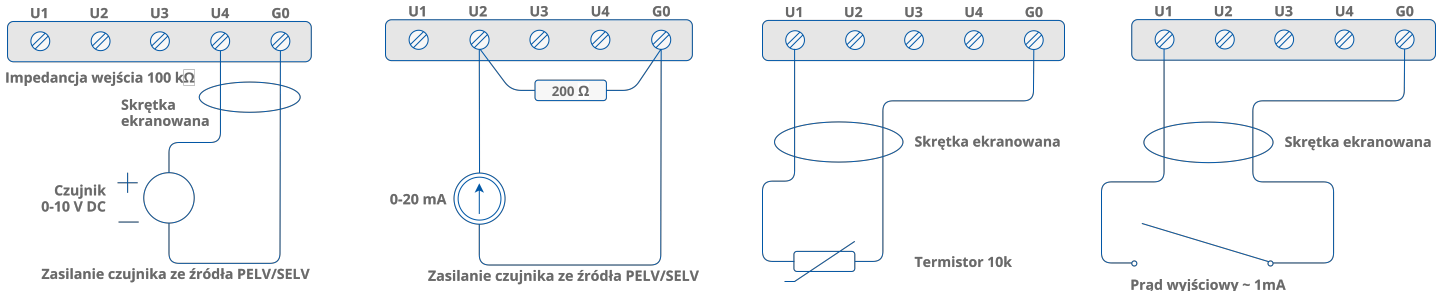 U1 U2 U3 U4 G0
Impedancja wejścia 100 kΩ
Skrętka
ekranowana
Czujnik
0-10 V DC
Zasilanie czujnika ze źródła PELV/SELV
U1 U2 U3 U4 G0
200 Ω
0-20 mA
Zasilanie czujnika ze źródła PELV/SELV
U1 U2 U3 U4 G0
Skrętka ekranowana
Termistor 10k
U1 U2 U3 U4 G0
Skrętka ekranowana
Prąd wyjściowy ~ 1mA